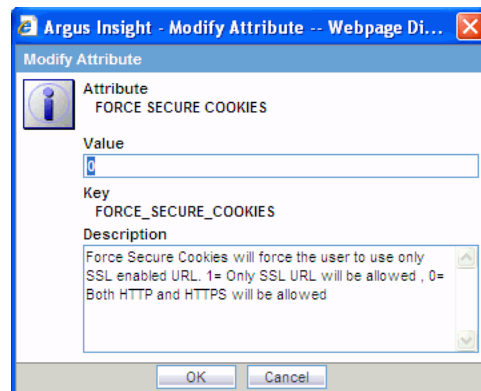 Argus Insight - Modify Attribute -- Webpage Di...
Modify Attribute
Attribute
FORCE SECURE COOKIES
Value
0
Key
FORCE_SECURE_COOKIES
Description
Force Secure Cookies will force the user to use only
SSL enabled URL. 1= Only SSL URL will be allowed , 0=
Both HTTP and HTTPS will be allowed
OK Cancel